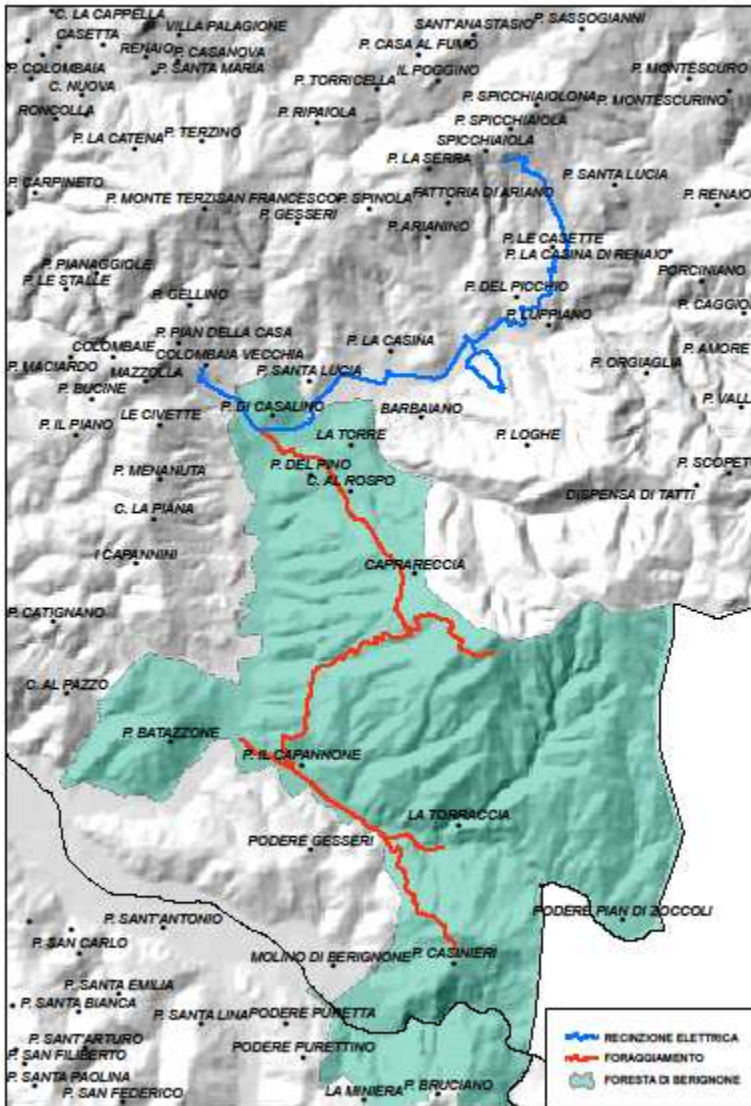 C. LA CAPPELLA
VILLA PALAGIONE
SANT'ANASTASIO
P. SASSOGIANNI
CASETTA
RENAIO
P. CASANOVA
P. CASA AL FUMO
P. COLOMBAIA
P. SANTA MARIA
IL POGGINO
P. MONTESCURO
C. NUOVA
P. TORRICELLA
P. SPICCHIAIOLONA
P. MONTESCURINO
RONCOLLA
P. RIPAIOLA
P. SPICCHIAIOLA
P. LA CATENA
P. TERZINO
SPICCHIAIOLA
P. LA SERRA
P. CARPINETO
P. SANTA LUCIA
P. MONTE TERZI
SAN FRANCESCO
P. SPINOLA
FATTORIA DI ARIANO
P. RENAIO
P. GESSERI
P. ARIANINO
P. LE CASETTE
P. LA CASINA DI RENAIO
P. PIANAGGIOLE
P. LE STALLE
PORCINIANO
P. GELLINO
P. DEL PICCHIO
P. CAGGIO
P. LUPPIANO
P. PIAN DELLA CASA
P. LA CASINA
P. AMORE
COLOMBAIE
COLOMBAIA VECCHIA
P. MACIARDO
MAZZOLLA
P. SANTA LUCIA
P. ORGIAGLIA
P. BUCINE
P. VALL
P. IL PIANO
LE CIVETTE
P. DI CASALINO
BARBAIANO
LA TORRE
P. LOGHE
P. MENANUTA
P. DEL PINO
P. SCOPET
C. AL ROSPO
DISPENSA DI TATTI
C. LA PIANA
I CAPANNINI
CAPRARECCIA
P. CATIGNANO
C. AL PAZZO
P. BATAZZONE
P. IL CAPANNONE
LA TORRACCIA
PODERE GESSERI
P. SANT'ANTONIO
PODERE PIAN DI ZOCCOLI
P. SAN CARLO
MOLINO DI BERIGNONE
P. CASINIERI
P. SANTA EMILIA
P. SANTA BIANCA
P. SANTA LINA
PODERE PURETTA
P. SANT'ARTURO
P. SAN FILIBERTO
PODERE PURETTINO
P. SANTA PAOLINA
P. SAN FEDERICO
LA MINIERA
P. BRUCIANO
RECINZIONE ELETTRICA
FORAGGIAMENTO
FORESTA DI BERIGNONE